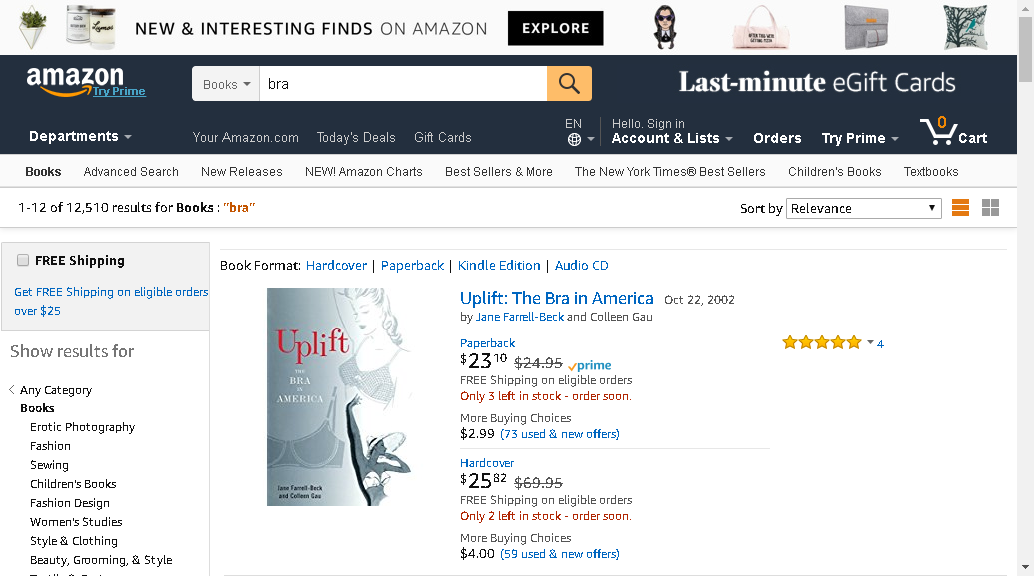 NEW & INTERESTING FINDS ON AMAZON EXPLORE
amazon
Try Prime
Books bra
Last-minute eGift Cards
Departments
Your Amazon.com Today's Deals Gift Cards
EN
Hello. Sign in
Account & Lists Orders Try Prime 0 Cart
Books Advanced Search New Releases NEW! Amazon Charts Best Sellers & More The New York Times® Best Sellers Children's Books Textbooks
1-12 of 12,510 results for Books : "bra"
Sort by Relevance
FREE Shipping
Get FREE Shipping on eligible orders
over $25
Show results for
Any Category
Books
Erotic Photography
Fashion
Sewing
Children's Books
Fashion Design
Women's Studies
Style & Clothing
Beauty, Grooming, & Style
Book Format: Hardcover | Paperback | Kindle Edition | Audio CD
Uplift
THE
BRA
IN
AMERICA
Jane Farrell-Beck
and Colleen Gau
Uplift: The Bra in America Oct 22, 2002
by Jane Farrell-Beck and Colleen Gau
Paperback
$23 10 $24.95 prime
FREE Shipping on eligible orders
Only 3 left in stock - order soon.
More Buying Choices
$2.99 (73 used & new offers)
4
Hardcover
$25 82 $69.95
FREE Shipping on eligible orders
Only 2 left in stock - order soon.
More Buying Choices
$4.00 (59 used & new offers)